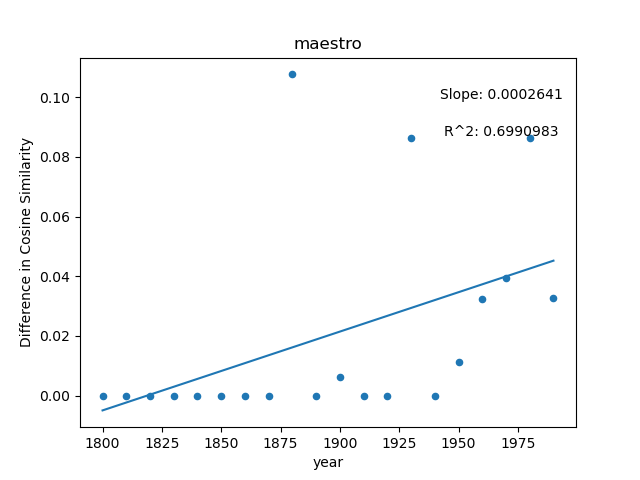 maestro
Slope: 0.0002641
R^2: 0.6990983
Difference in Cosine Similarity
0.10
0.08
0.06
0.04
0.02
0.00
1800 1825 1850 1875 1900 1925 1950 1975
year